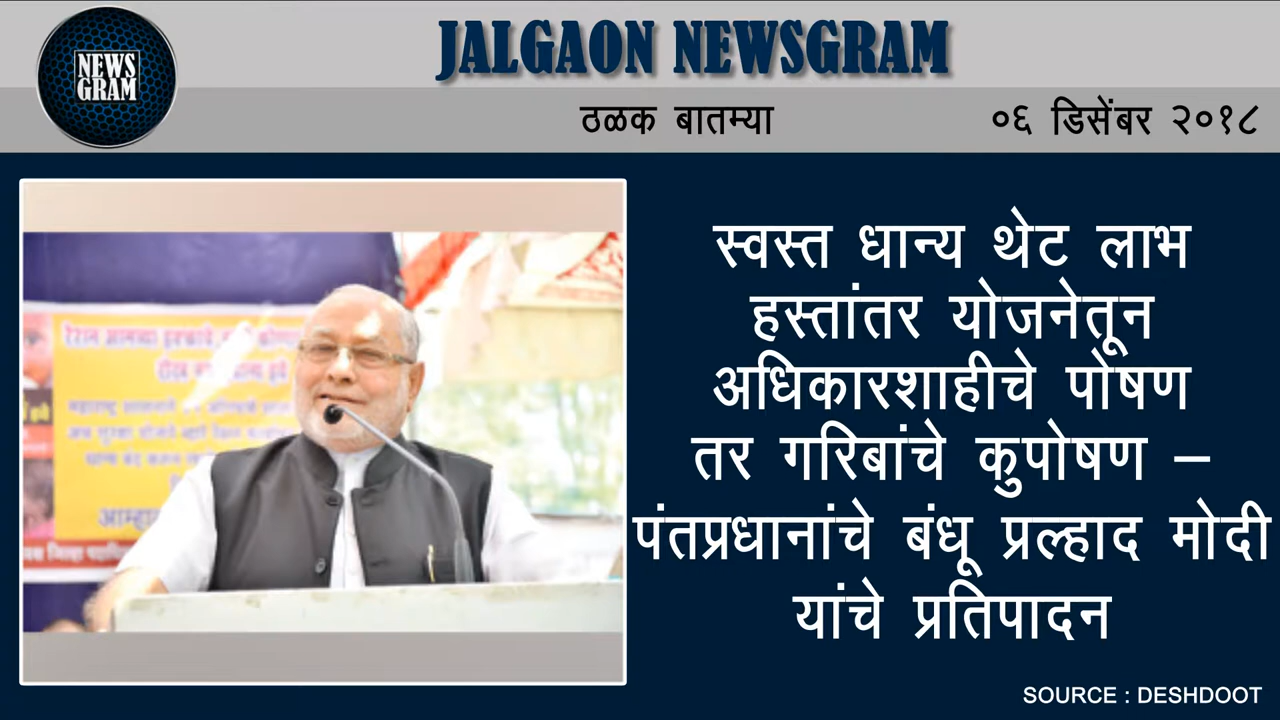 NEWS
GRAM
JALGAON NEWSGRAM
ठळक बातम्या
०६ डिसेंबर २०१८
स्वस्त धान्य थेट लाभ
हस्तांतर योजनेतून
अधिकारशाहीचे पोषण
तर गरिबांचे कुपोषण –
पंतप्रधानांचे बंधू प्रल्हाद मोदी
यांचे प्रतिपादन
SOURCE : DESHDOOT